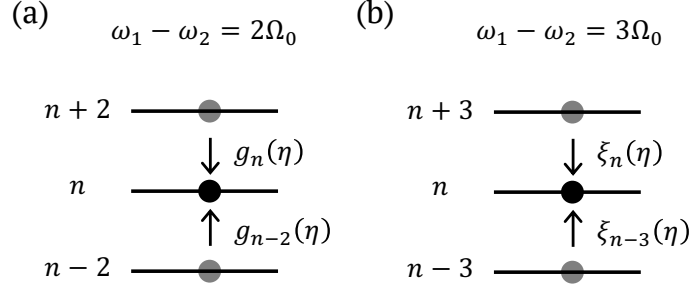 (a)
ω₁ − ω₂ = 2Ω₀
n + 2
gₙ(η)
n
gₙ₋₂(η)
n − 2
(b)
ω₁ − ω₂ = 3Ω₀
n + 3
ξₙ(η)
n
ξₙ₋₃(η)
n − 3